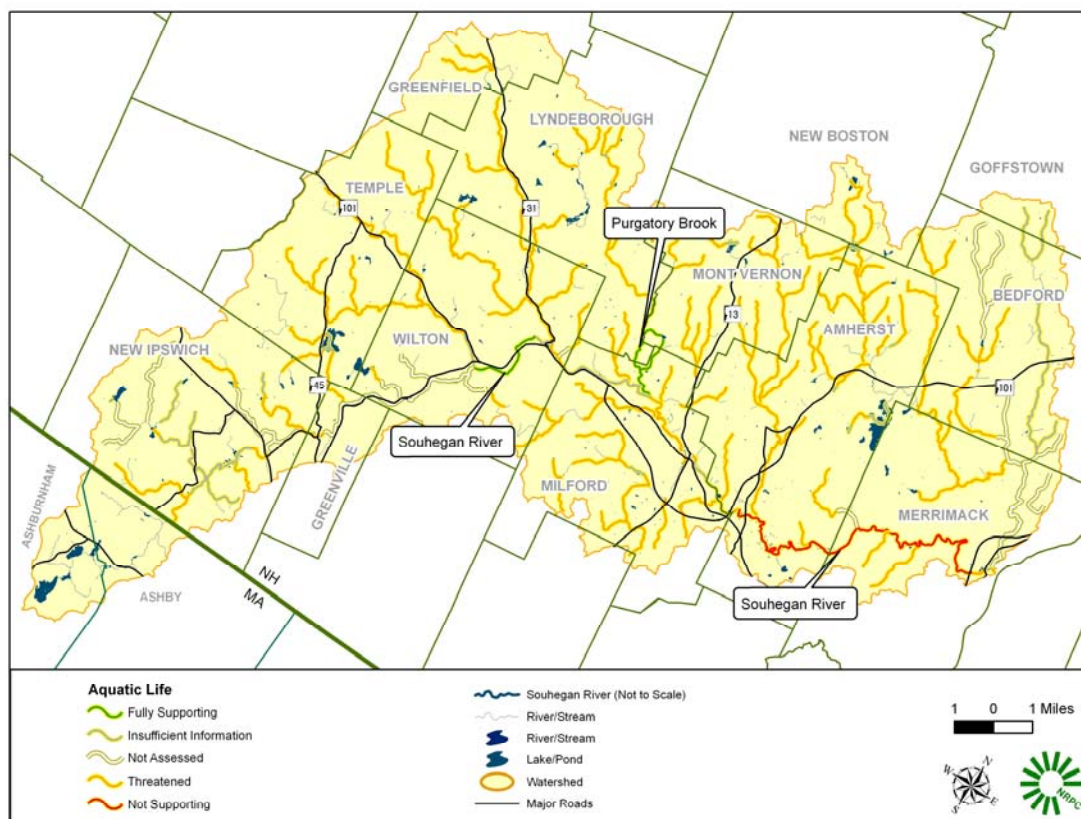 GREENFIELD
LYNDEBOROUGH
NEW BOSTON
GOFFSTOWN
TEMPLE
101
31
Purgatory Brook
MONT VERNON
13
BEDFORD
AMHERST
WILTON
NEW IPSWICH
45
101
Souhegan River
GREENVILLE
MILFORD
MERRIMACK
ASHBURNHAM
ASHBY
NH
MA
Souhegan River
Aquatic Life
Fully Supporting
Insufficient Information
Not Assessed
Threatened
Not Supporting
Souhegan River (Not to Scale)
River/Stream
River/Stream
Lake/Pond
Watershed
Major Roads
1 0 1 Miles
N
W
E
S
NRPC